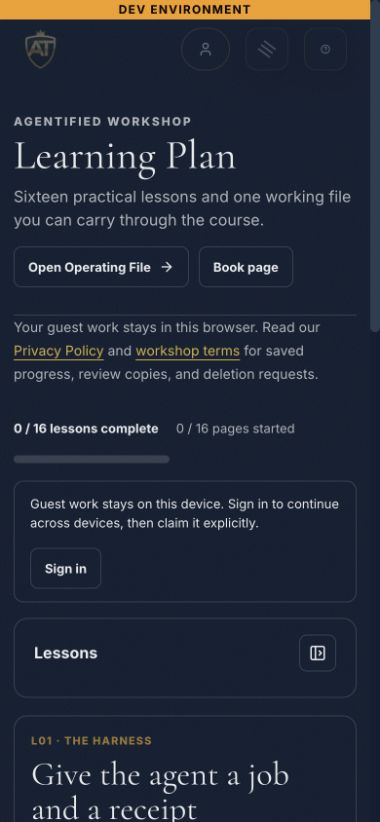 DEV ENVIRONMENT
AT
AGENTIFIED WORKSHOP
Learning Plan
Sixteen practical lessons and one working file
you can carry through the course.
Open Operating File →
Book page
Your guest work stays in this browser. Read our
Privacy Policy and workshop terms for saved
progress, review copies, and deletion requests.
0 / 16 lessons complete 0 / 16 pages started
Guest work stays on this device. Sign in to continue
across devices, then claim it explicitly.
Sign in
Lessons
L01 · THE HARNESS
Give the agent a job
and a receipt